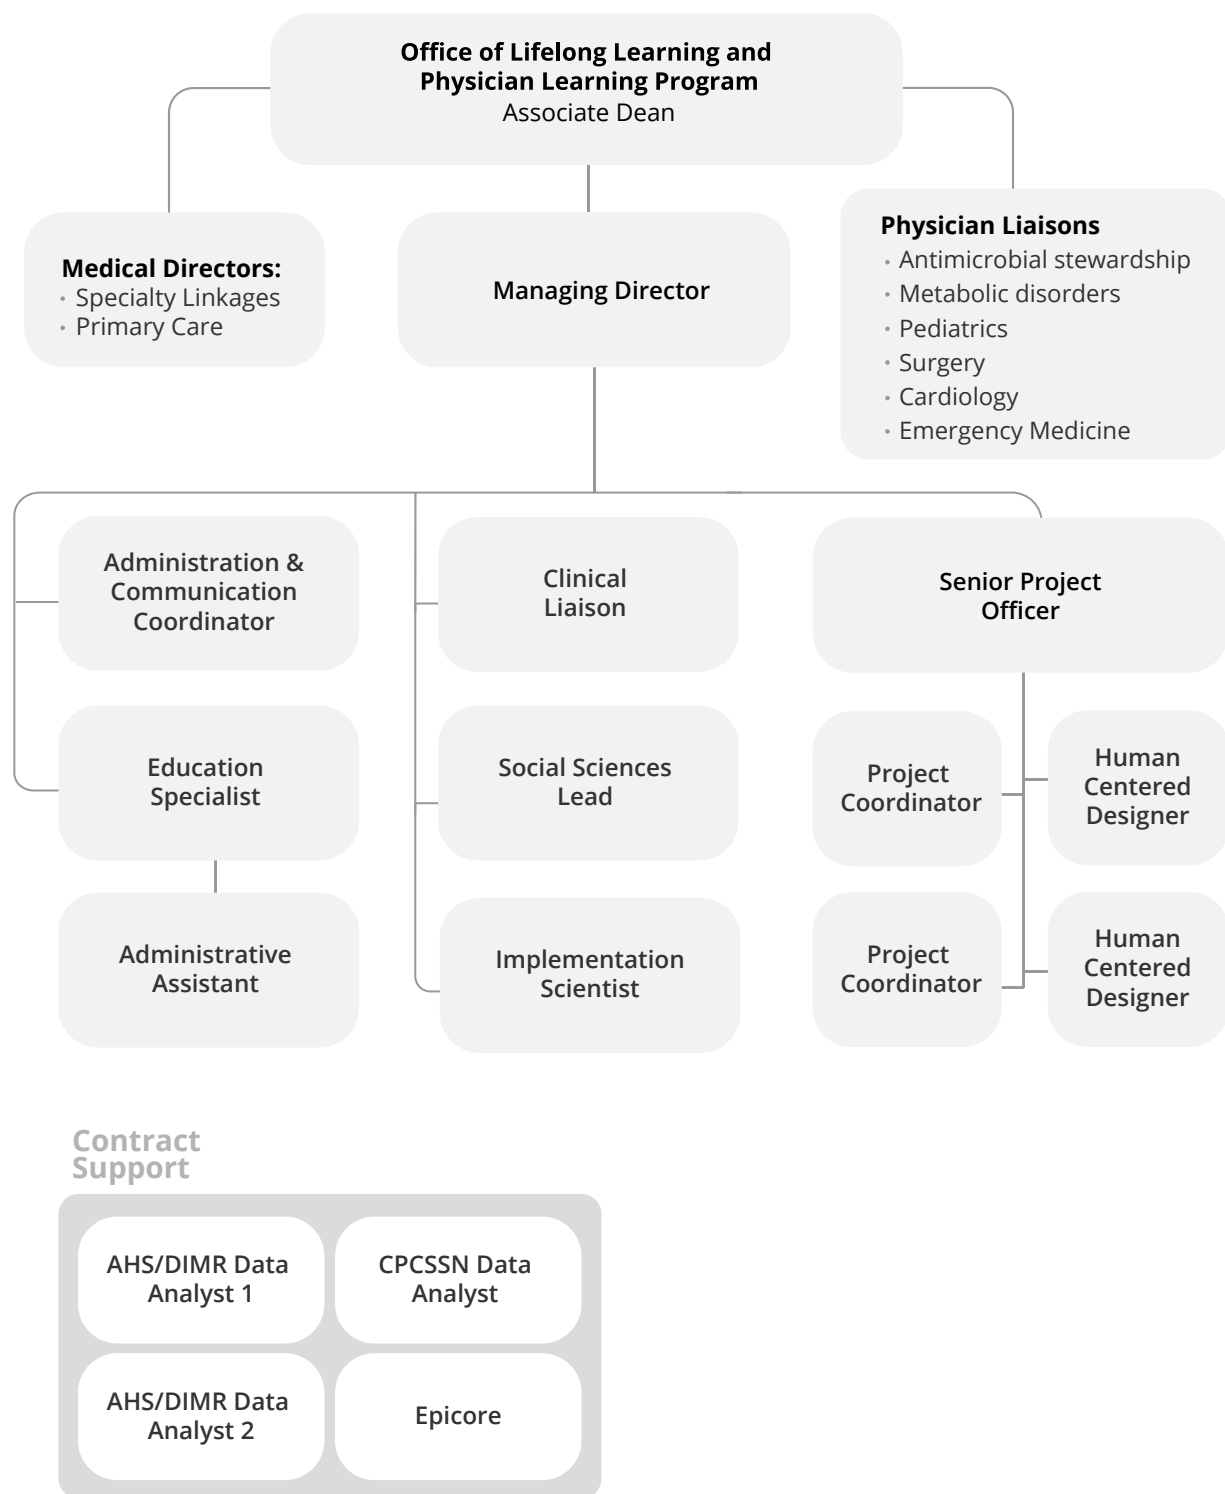 Office of Lifelong Learning and
Physician Learning Program
Associate Dean
Medical Directors:
• Specialty Linkages
• Primary Care
Managing Director
Physician Liaisons
• Antimicrobial stewardship
• Metabolic disorders
• Pediatrics
• Surgery
• Cardiology
• Emergency Medicine
Administration &
Communication
Coordinator
Clinical
Liaison
Senior Project
Officer
Education
Specialist
Social Sciences
Lead
Project
Coordinator
Human
Centered
Designer
Administrative
Assistant
Implementation
Scientist
Project
Coordinator
Human
Centered
Designer
Contract
Support
AHS/DIMR Data
Analyst 1
CPCSSN Data
Analyst
AHS/DIMR Data
Analyst 2
Epicore